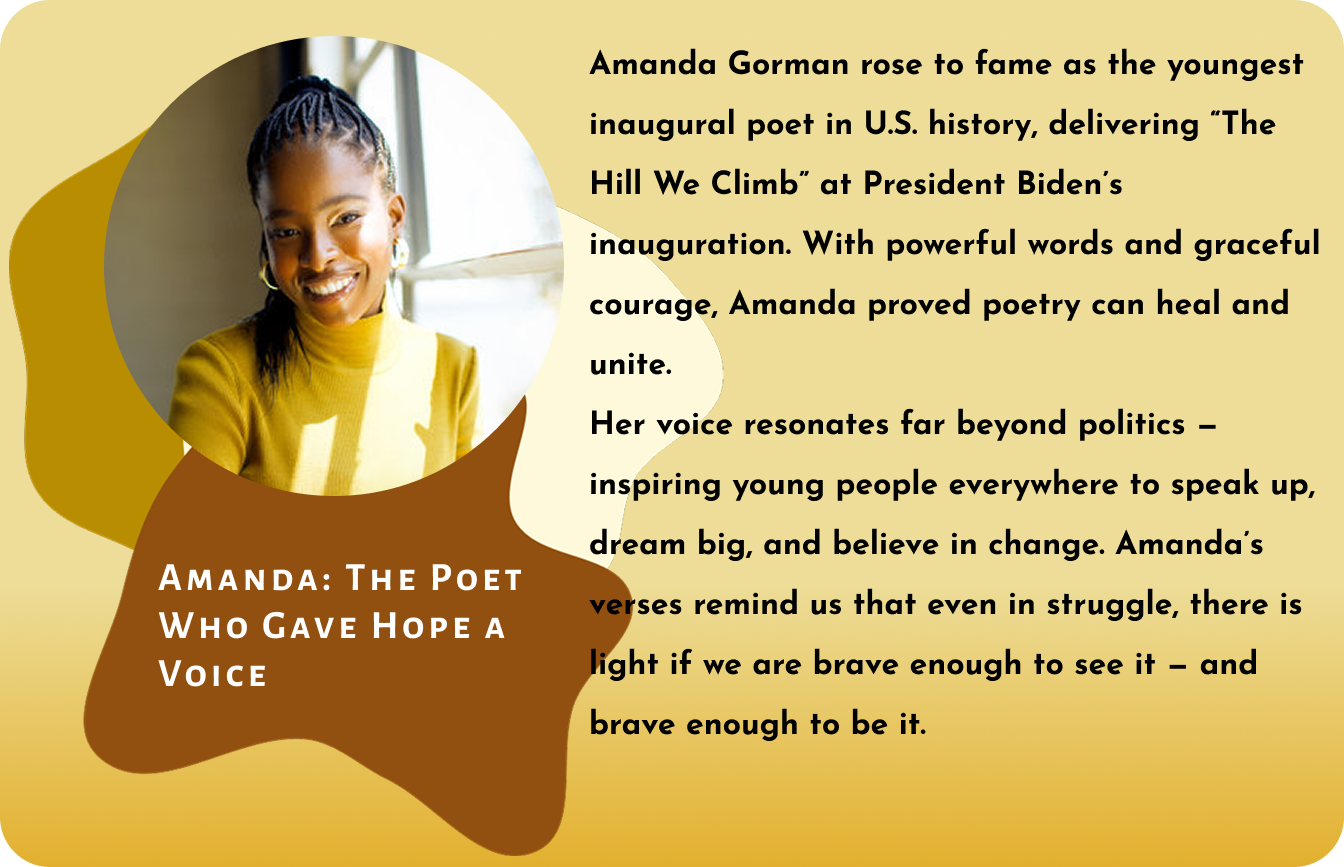 Amanda Gorman rose to fame as the youngest
inaugural poet in U.S. history, delivering “The
Hill We Climb” at President Biden’s
inauguration. With powerful words and graceful
courage, Amanda proved poetry can heal and
unite.
Her voice resonates far beyond politics —
inspiring young people everywhere to speak up,
dream big, and believe in change. Amanda’s
verses remind us that even in struggle, there is
light if we are brave enough to see it — and
brave enough to be it.
Amanda: The Poet
Who Gave Hope a
Voice